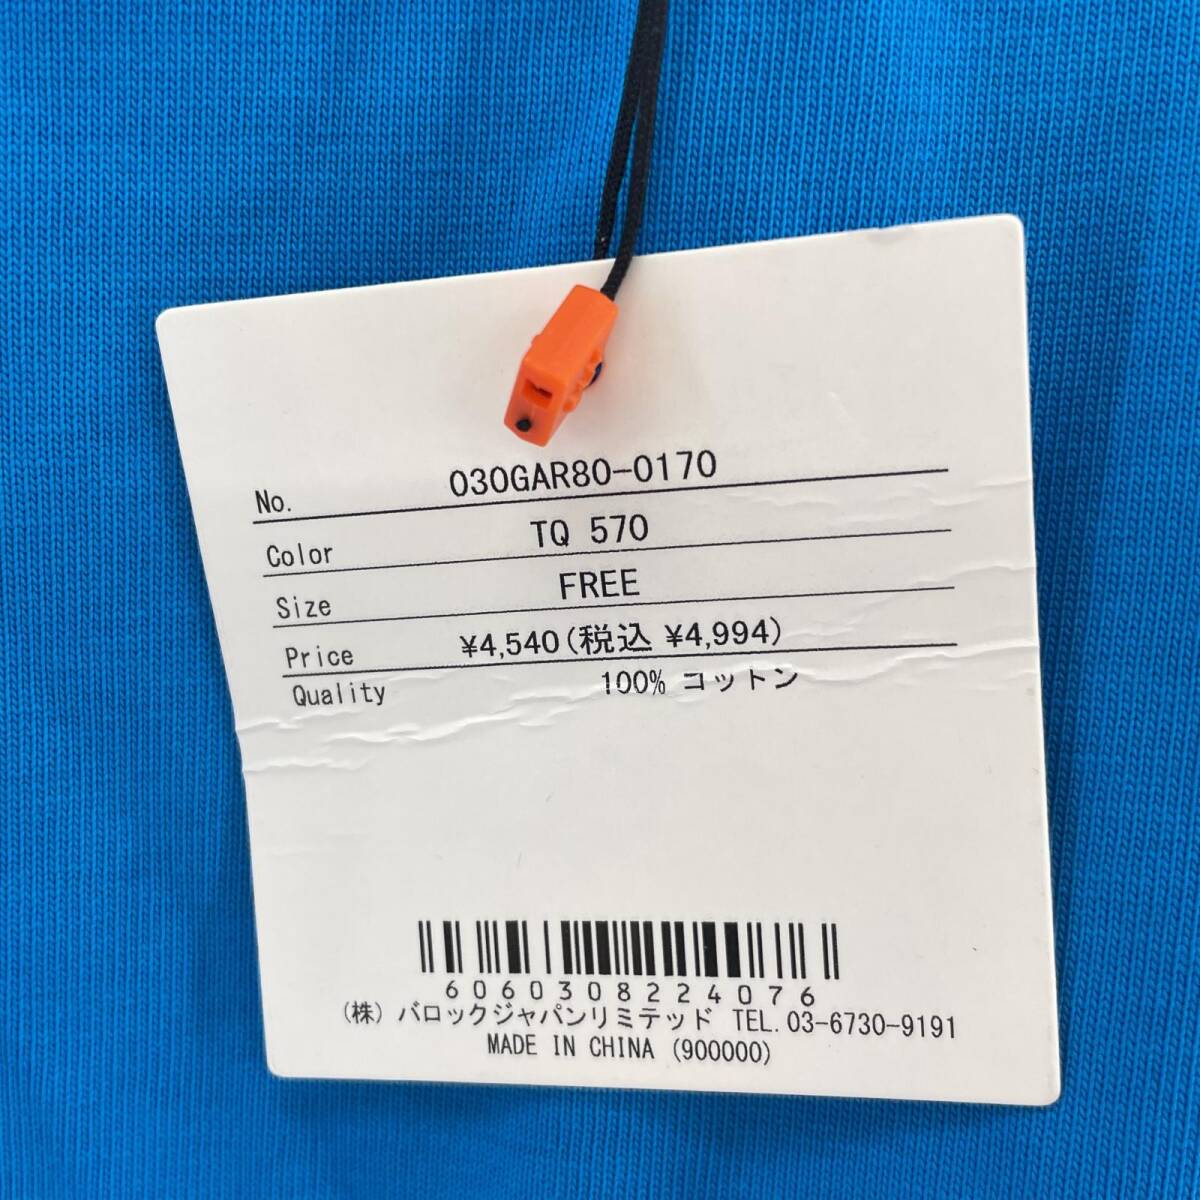 No. 030GAR80-0170
Color TQ 570
Size FREE
Price ¥4,540(税込 ¥4,994)
Quality 100% コットン
6060308224076
(株) バロックジャパンリミテッド TEL.03-6730-9191
MADE IN CHINA (900000)